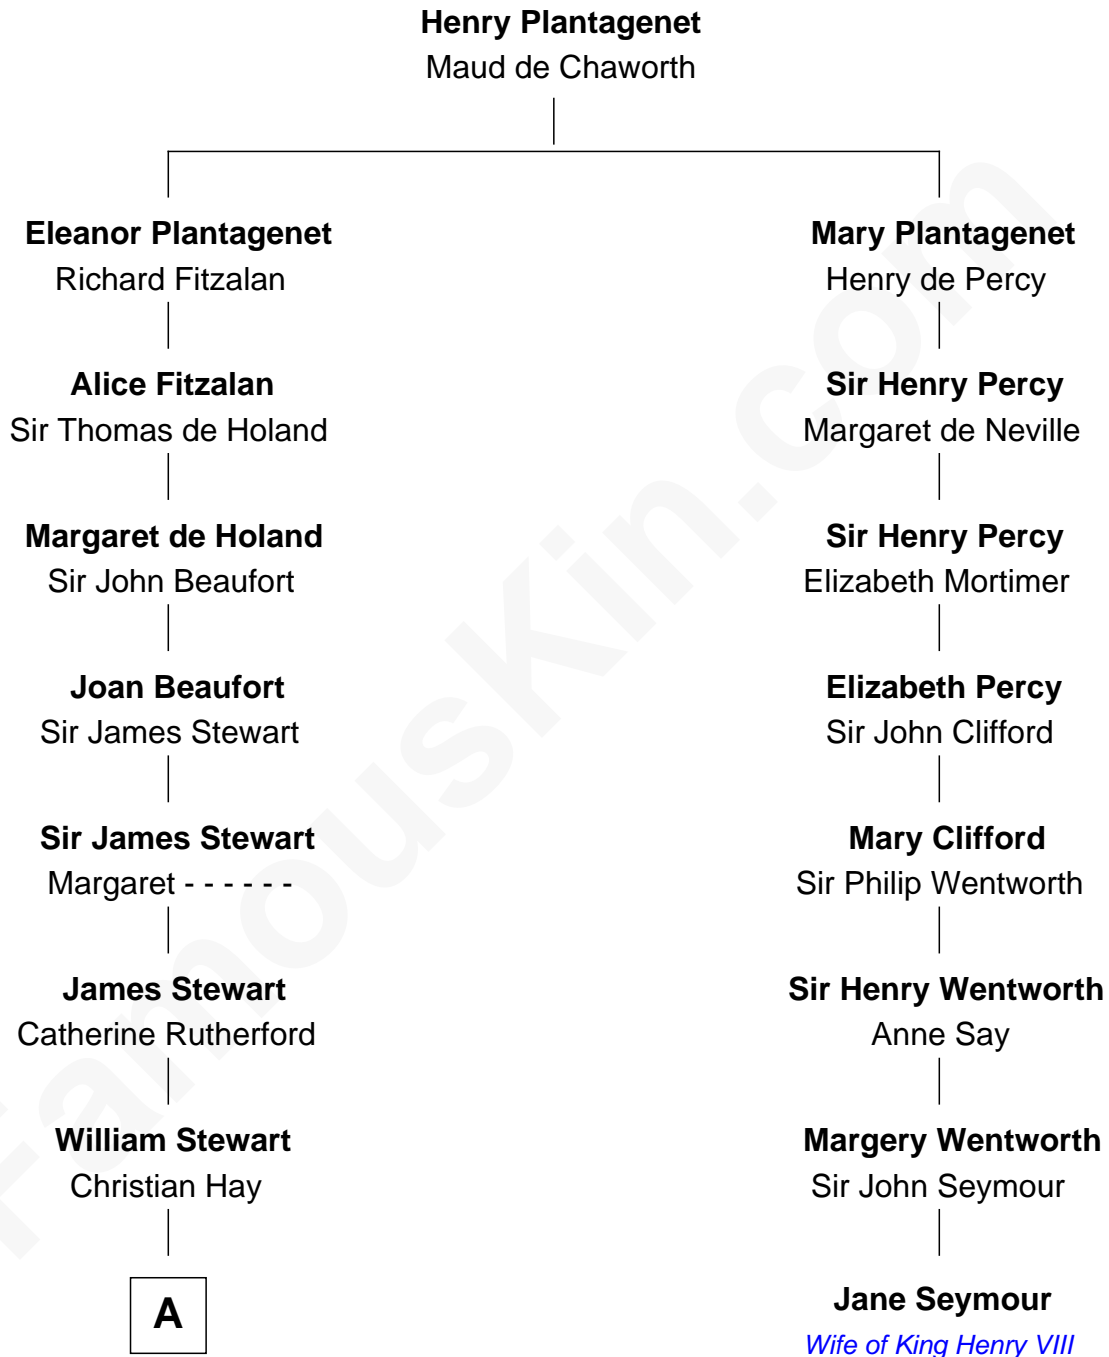 Henry Plantagenet
Maud de Chaworth
Eleanor Plantagenet
Richard Fitzalan
Mary Plantagenet
Henry de Percy
Alice Fitzalan
Sir Thomas de Holand
Sir Henry Percy
Margaret de Neville
Margaret de Holand
Sir John Beaufort
Sir Henry Percy
Elizabeth Mortimer
Joan Beaufort
Sir James Stewart
Elizabeth Percy
Sir John Clifford
Sir James Stewart
Margaret - - - - - -
Mary Clifford
Sir Philip Wentworth
James Stewart
Catherine Rutherford
Sir Henry Wentworth
Anne Say
William Stewart
Christian Hay
Margery Wentworth
Sir John Seymour
A
Jane Seymour
Wife of King Henry VIII
FamousKin.com